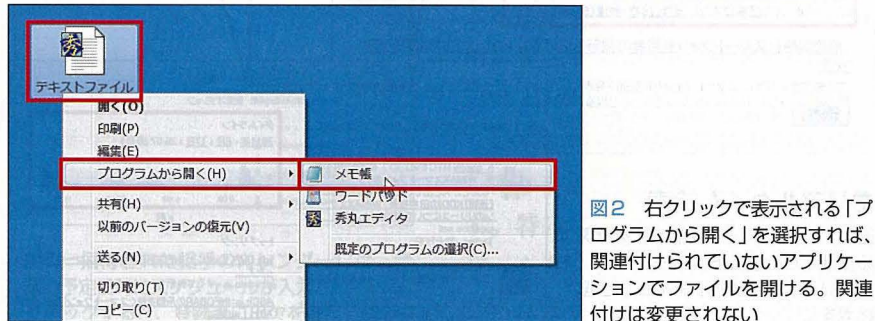 秀
テキストファイル
開く(O)
印刷(P)
編集(E)
プログラムから開く(H)
メモ帳
ワードパッド
秀 秀丸エディタ
共有(H)
以前のバージョンの復元(V)
既定のプログラムの選択(C)...
送る(N)
切り取り(T)
コピー(C)
図2 右クリックで表示される「プ
ログラムから開く」を選択すれば、
関連付けられていないアプリケー
ションでファイルを開ける。関連
付けは変更されない